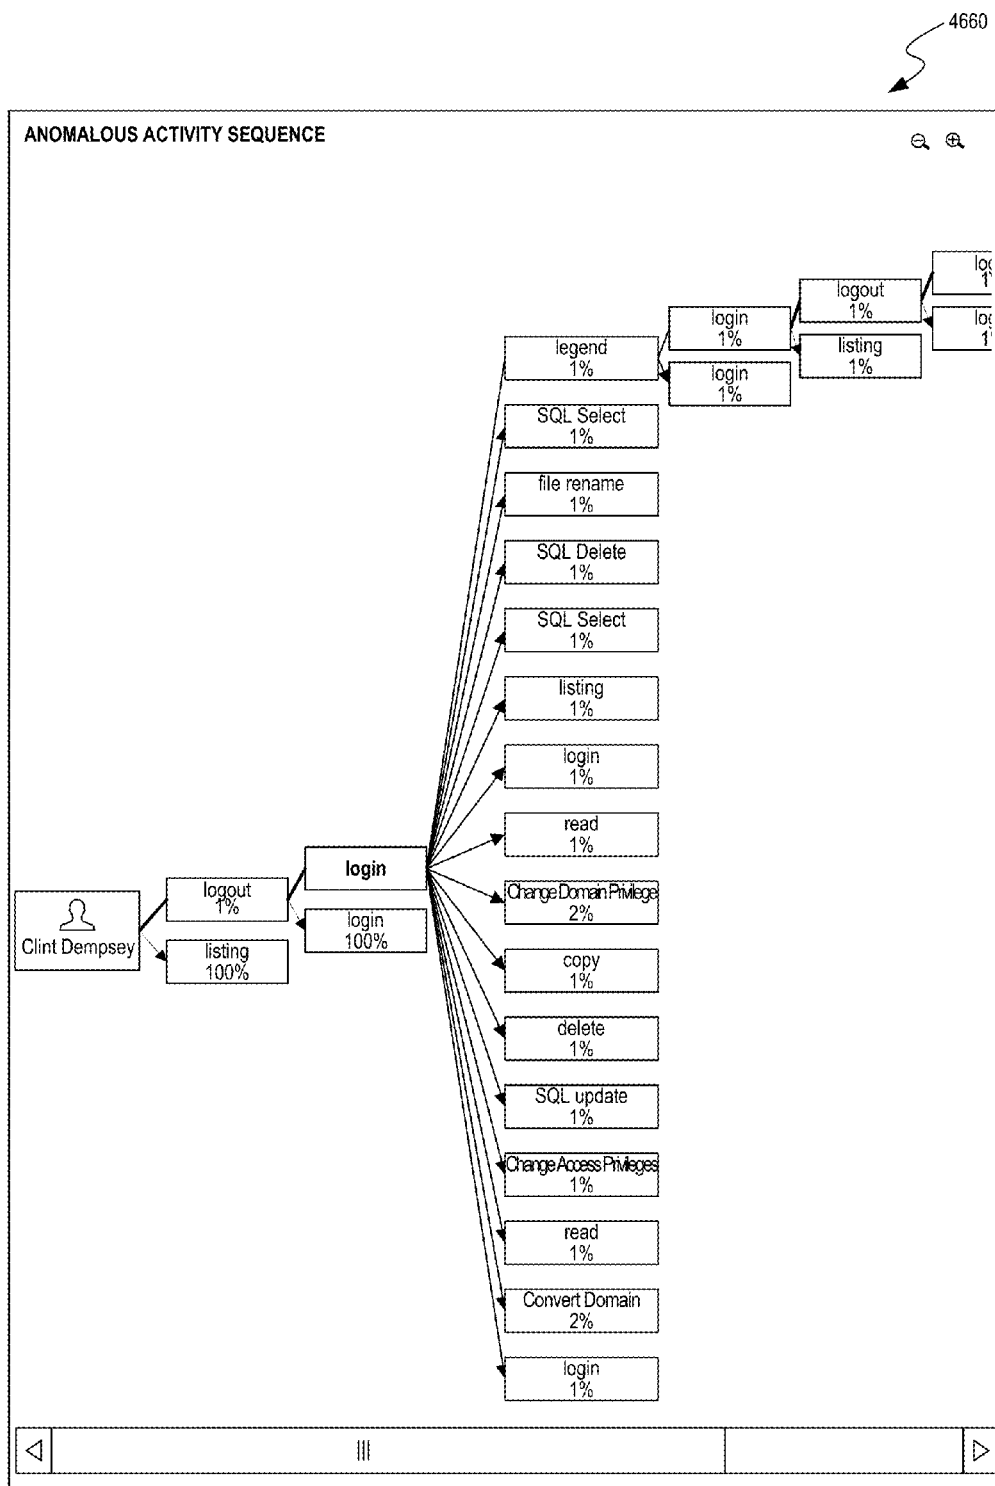 4660
ANOMALOUS ACTIVITY SEQUENCE
logout
1%
login
1%
listing
1%
legend
1%
login
1%
SQL Select
1%
file rename
1%
SQL Delete
1%
SQL Select
1%
listing
1%
login
1%
read
1%
login
Change Domain Privilege
2%
logout
1%
login
100%
Clint Dempsey
listing
100%
copy
1%
delete
1%
SQL update
1%
Change Access Privileges
1%
read
1%
Convert Domain
2%
login
1%